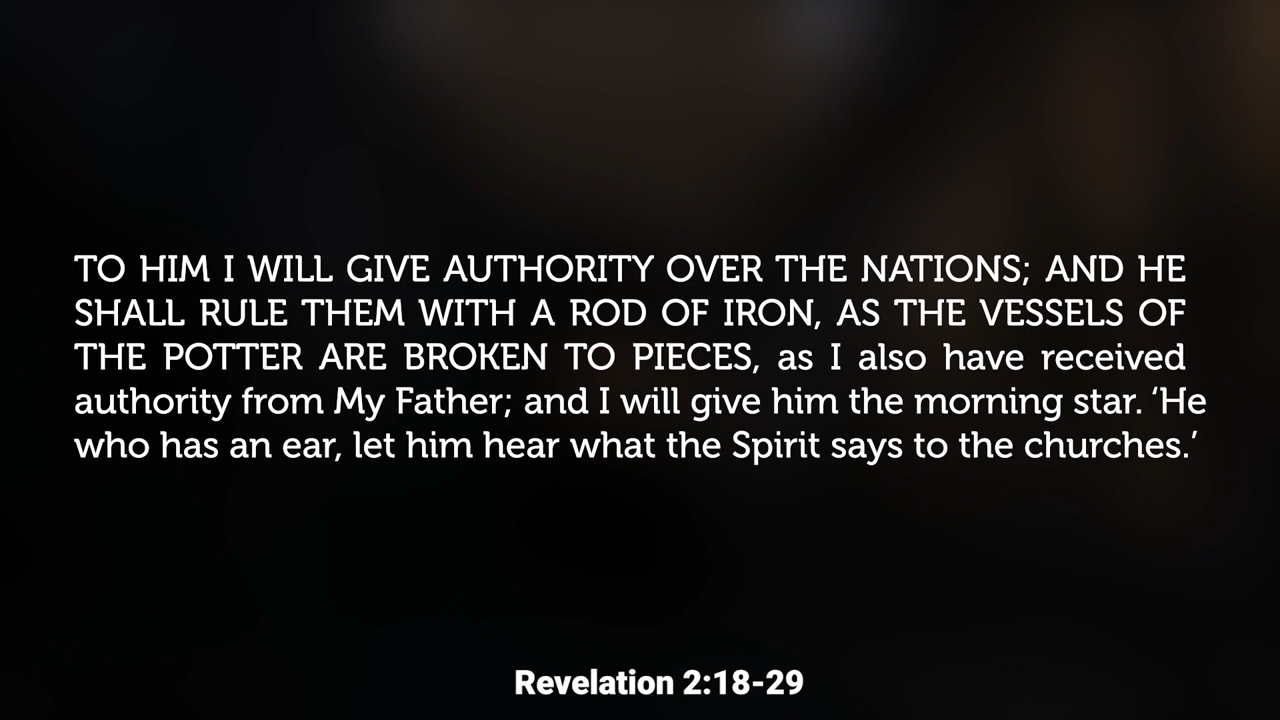 TO HIM I WILL GIVE AUTHORITY OVER THE NATIONS; AND HE
SHALL RULE THEM WITH A ROD OF IRON, AS THE VESSELS OF
THE POTTER ARE BROKEN TO PIECES, as I also have received
authority from My Father; and I will give him the morning star. ‘He
who has an ear, let him hear what the Spirit says to the churches.’
Revelation 2:18-29